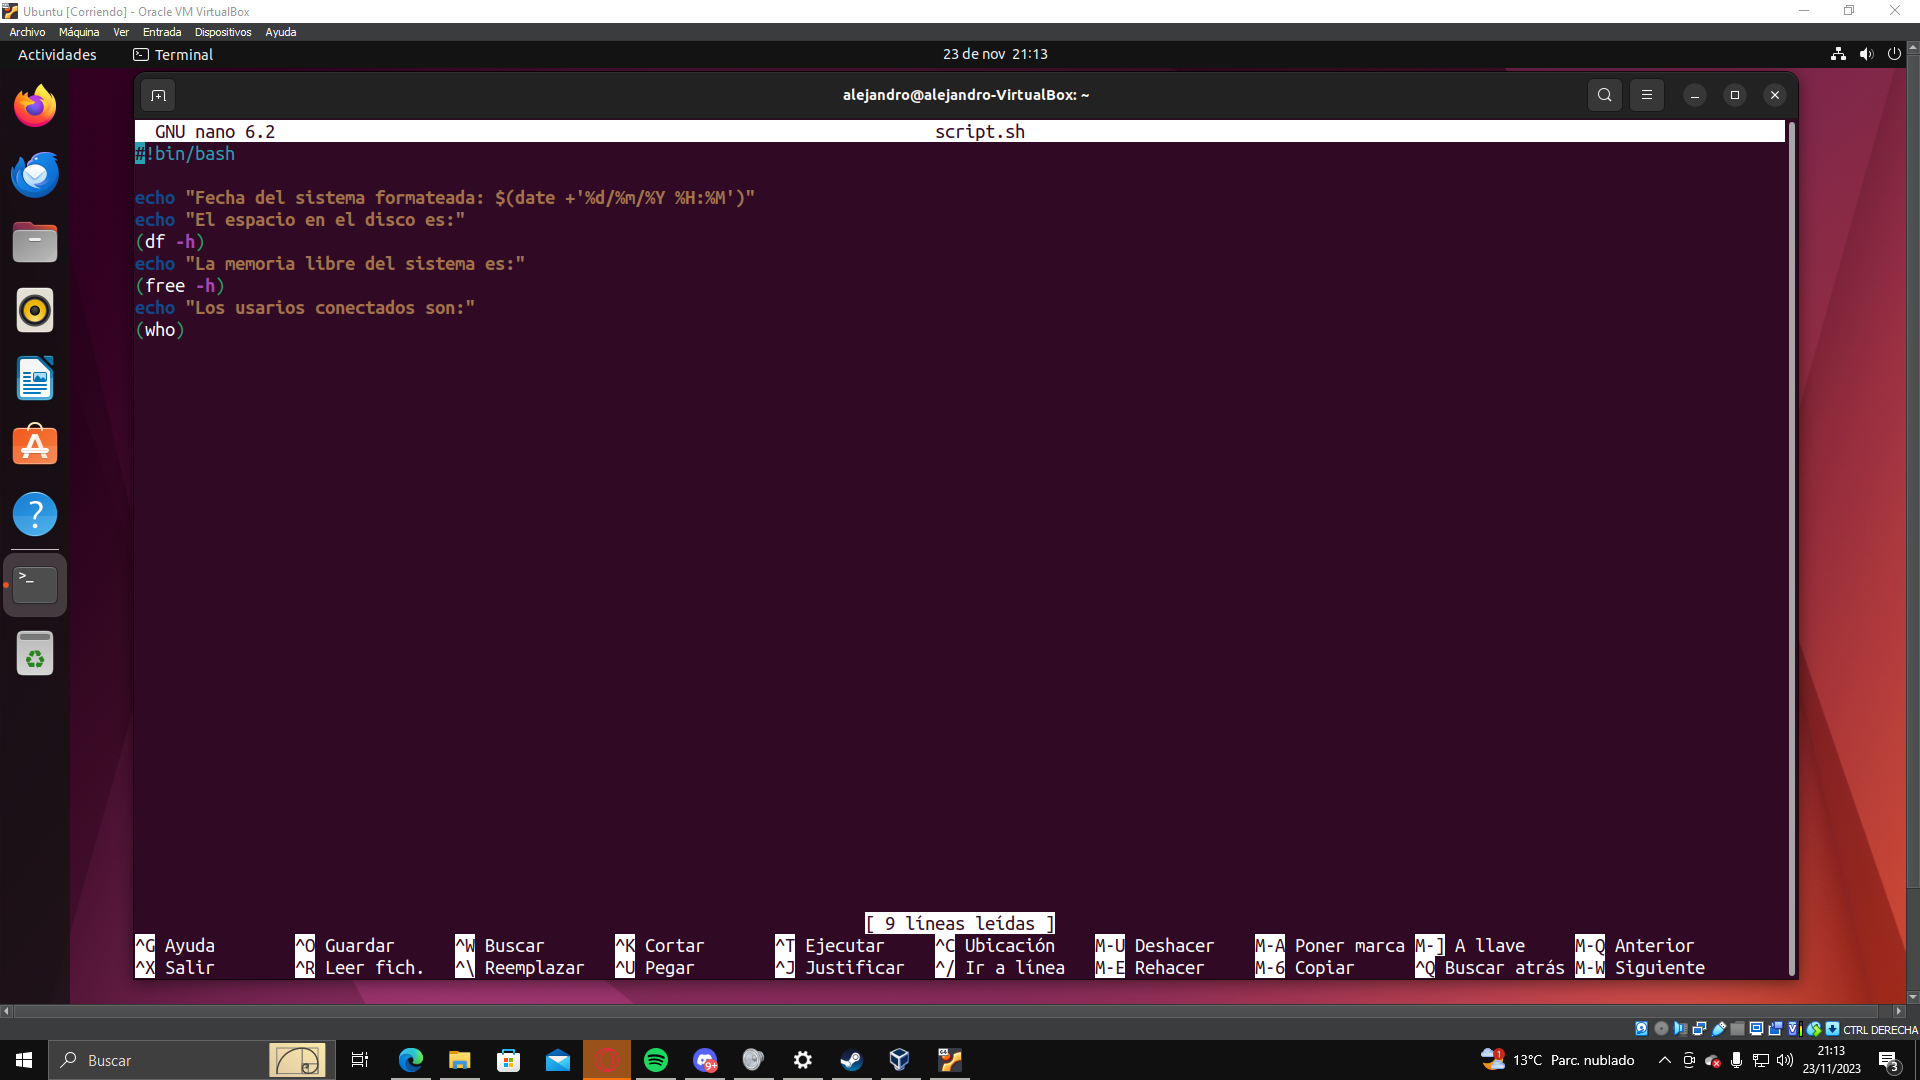 Ubuntu [Corriendo] - Oracle VM VirtualBox
Archivo Máquina Ver Entrada Dispositivos Ayuda
Actividades Terminal 23 de nov 21:13
alejandro@alejandro-VirtualBox: ~
GNU nano 6.2 script.sh
#!bin/bash
echo "Fecha del sistema formateada: $(date +'%d/%m/%Y %H:%M')"
echo "El espacio en el disco es:"
(df -h)
echo "La memoria libre del sistema es:"
(free -h)
echo "Los usarios conectados son:"
(who)
[ 9 líneas leídas ]
^G Ayuda ^O Guardar ^W Buscar ^K Cortar ^T Ejecutar ^C Ubicación M-U Deshacer M-A Poner marca M-] A llave M-Q Anterior
^X Salir ^R Leer fich. ^\ Reemplazar ^U Pegar ^J Justificar ^/ Ir a línea M-E Rehacer M-6 Copiar ^Q Buscar atrás M-W Siguiente
CTRL DERECHA
Buscar 9+ 13°C Parc. nublado 21:13
23/11/2023 3